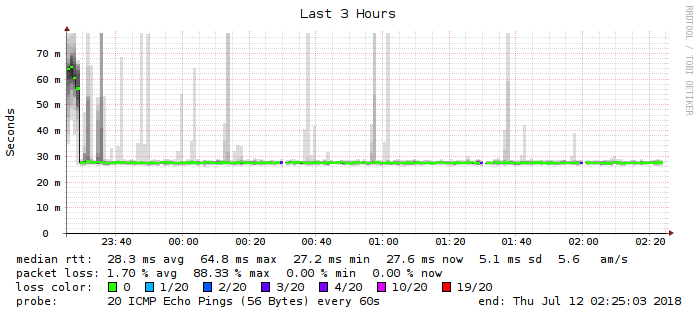 Last 3 Hours
RRDTOOL / TOBI OETIKER
Seconds
70 m
60 m
50 m
40 m
30 m
20 m
10 m
0
23:40 00:00 00:20 00:40 01:00 01:20 01:40 02:00 02:20
median rtt: 28.3 ms avg 64.8 ms max 27.2 ms min 27.6 ms now 5.1 ms sd 5.6 am/s
packet loss: 1.70 % avg 88.33 % max 0.00 % min 0.00 % now
loss color: 0 1/20 2/20 3/20 4/20 10/20 19/20
probe: 20 ICMP Echo Pings (56 Bytes) every 60s end: Thu Jul 12 02:25:03 2018